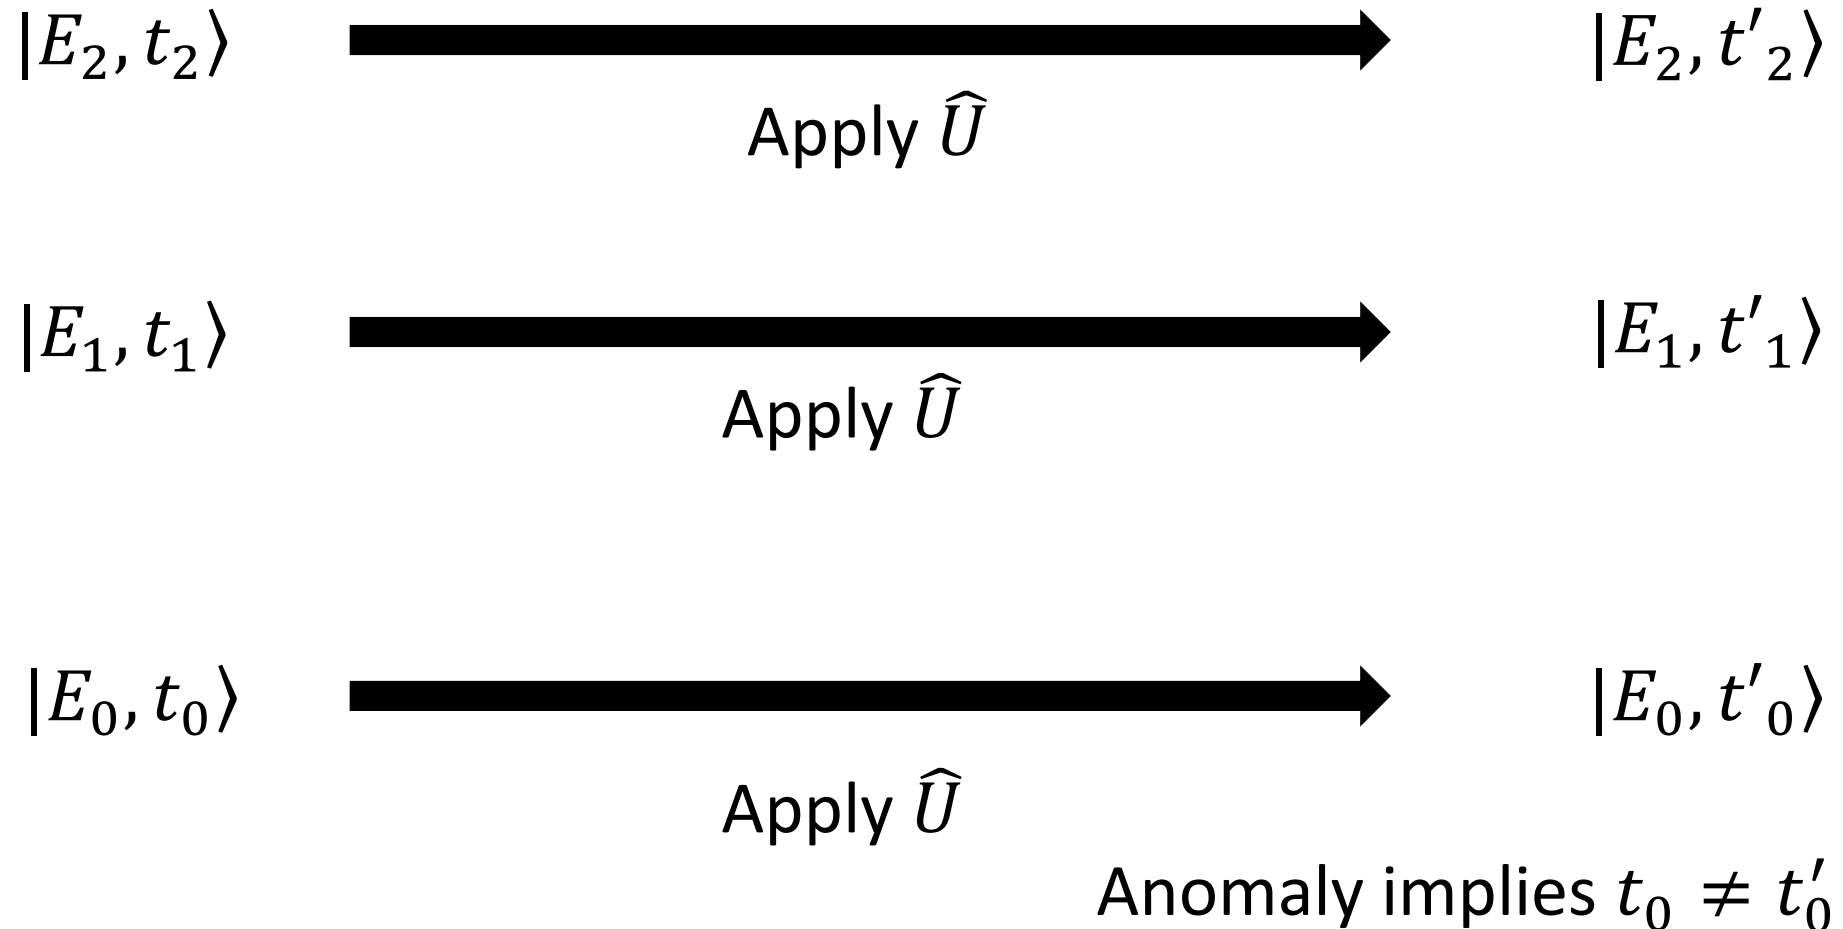 |E₂, t₂⟩ |E₂, t′₂⟩
Apply Û
|E₁, t₁⟩ |E₁, t′₁⟩
Apply Û
|E₀, t₀⟩ |E₀, t′₀⟩
Apply Û
Anomaly implies t₀ ≠ t′₀